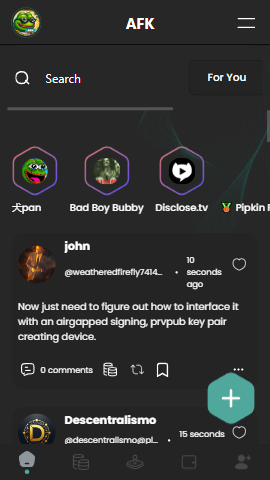 AFK
Search
For You
犬pan
Bad Boy Bubby
Disclose.tv
🥇 Pipkin P
john
@weatheredfirefly7414...
•
10 seconds ago
Now just need to figure out how to interface it
with an airgapped signing, prvpub key pair
creating device.
0 comments
...
Descentralismo
@descentralismo@pl...
•
15 seconds